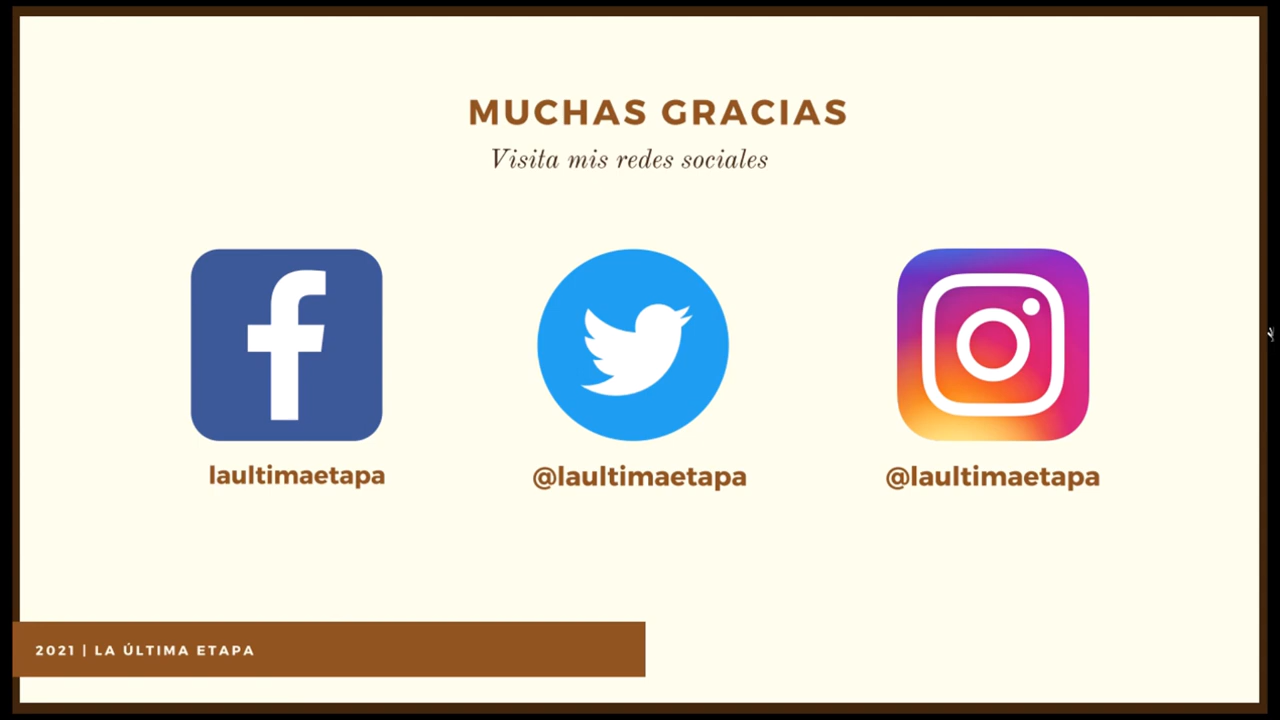 MUCHAS GRACIAS
Visita mis redes sociales
laultimaetapa
@laultimaetapa
@laultimaetapa
2021 | LA ÚLTIMA ETAPA